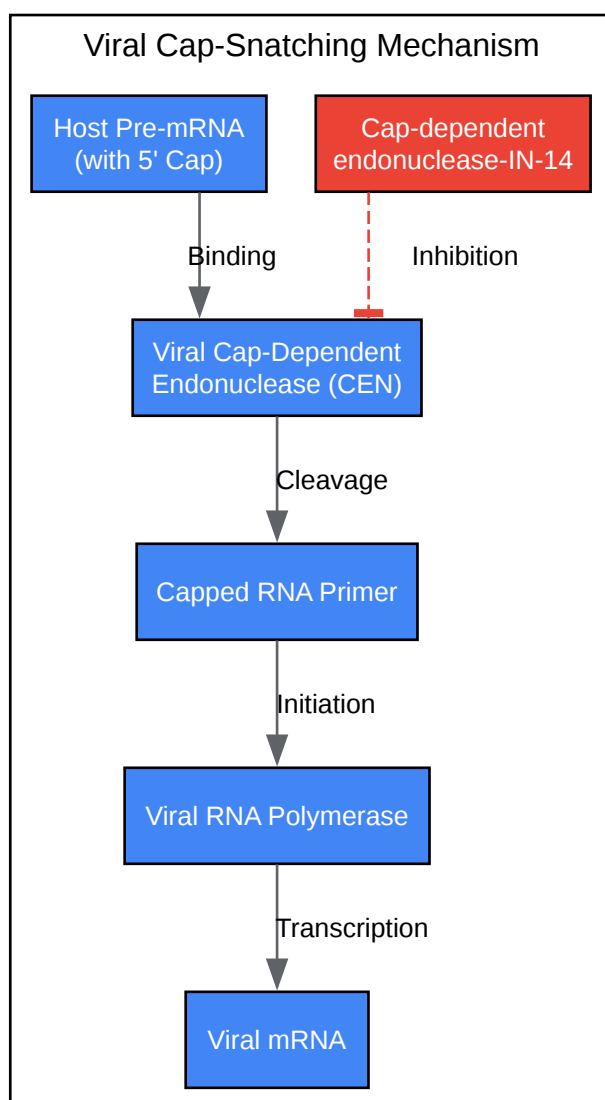 Viral Cap-Snatching Mechanism
Host Pre-mRNA
(with 5' Cap)
Cap-dependent
endonuclease-IN-14
Binding
Inhibition
Viral Cap-Dependent
Endonuclease (CEN)
Cleavage
Capped RNA Primer
Initiation
Viral RNA Polymerase
Transcription
Viral mRNA